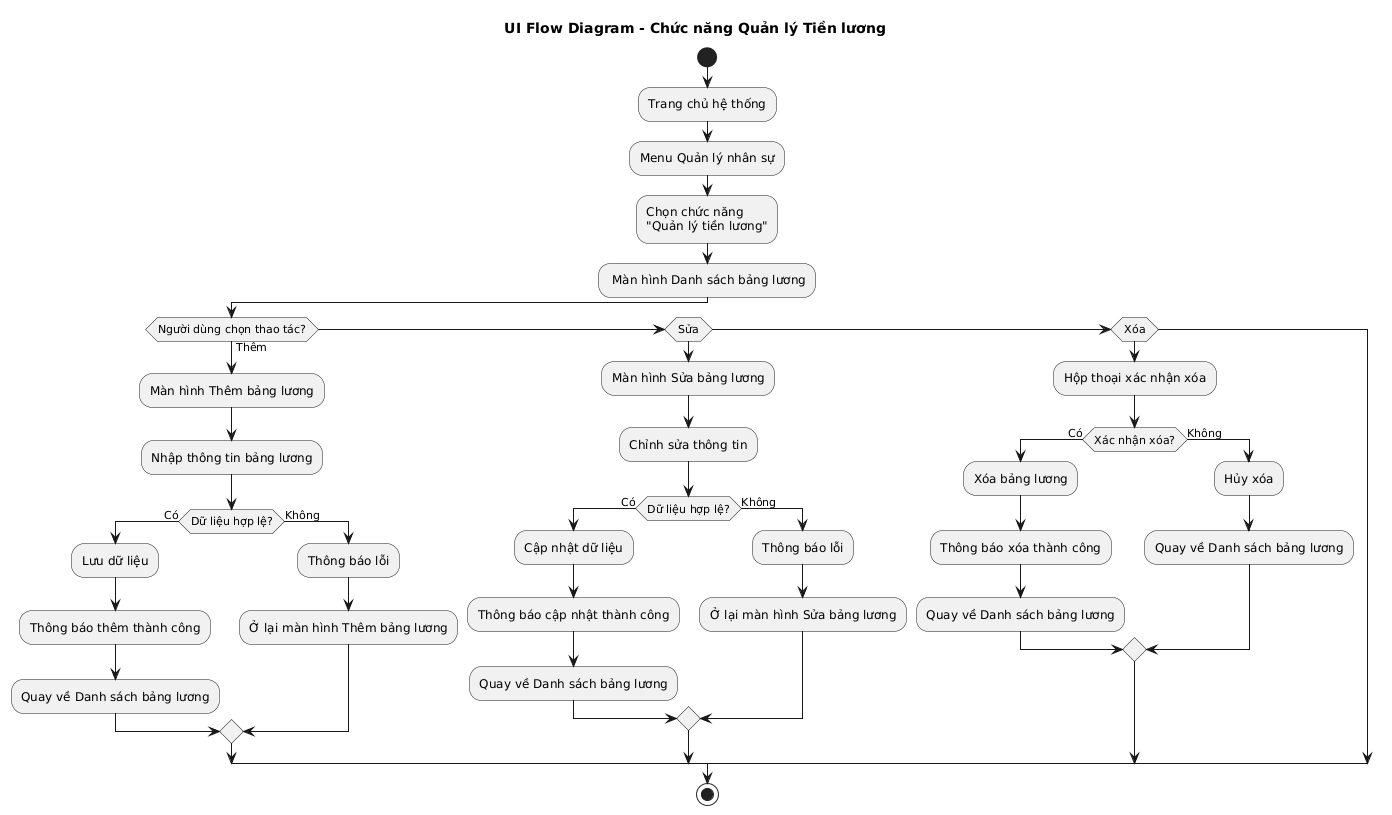 UI Flow Diagram - Chức năng Quản lý Tiền lương
Trang chủ hệ thống
Menu Quản lý nhân sự
Chọn chức năng
"Quản lý tiền lương"
Màn hình Danh sách bảng lương
Người dùng chọn thao tác?
Thêm
Màn hình Thêm bảng lương
Nhập thông tin bảng lương
Dữ liệu hợp lệ?
Có
Không
Lưu dữ liệu
Thông báo thêm thành công
Quay về Danh sách bảng lương
Thông báo lỗi
Ở lại màn hình Thêm bảng lương
Sửa
Màn hình Sửa bảng lương
Chỉnh sửa thông tin
Dữ liệu hợp lệ?
Có
Không
Cập nhật dữ liệu
Thông báo cập nhật thành công
Quay về Danh sách bảng lương
Thông báo lỗi
Ở lại màn hình Sửa bảng lương
Xóa
Hộp thoại xác nhận xóa
Xác nhận xóa?
Có
Không
Xóa bảng lương
Thông báo xóa thành công
Quay về Danh sách bảng lương
Hủy xóa
Quay về Danh sách bảng lương